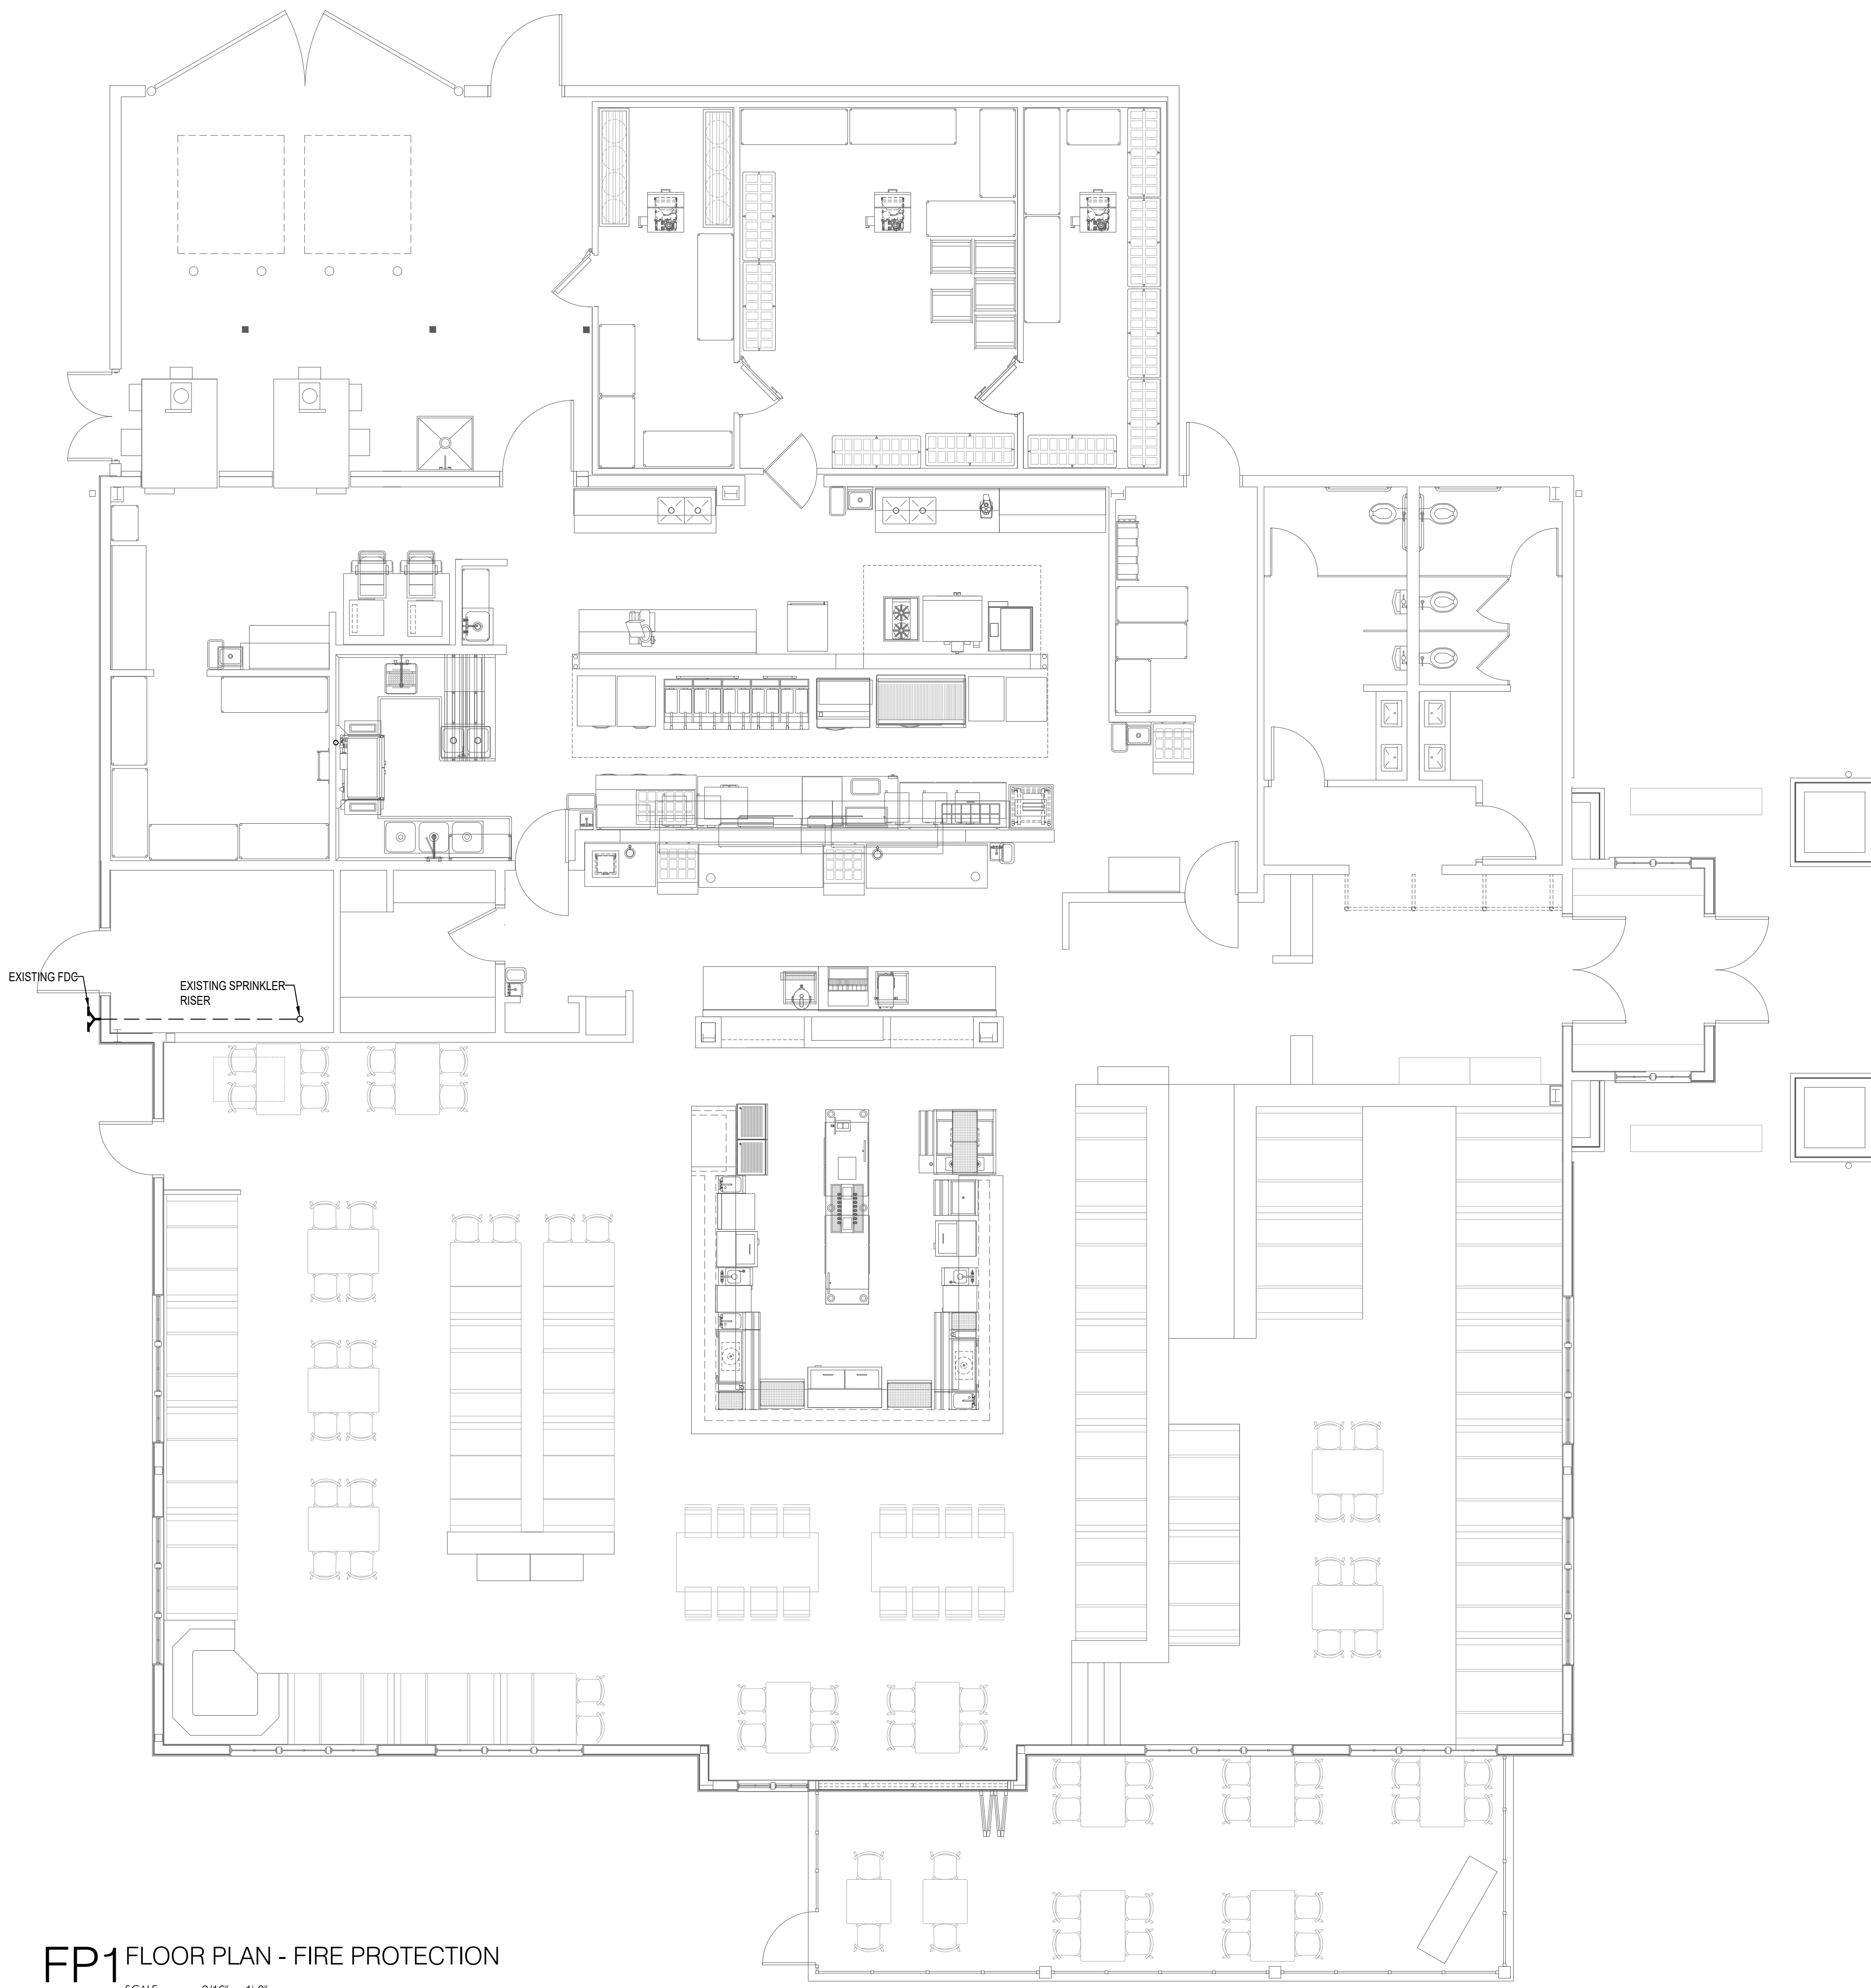 EXISTING FDC
EXISTING SPRINKLER
RISER
FP1 FLOOR PLAN - FIRE PROTECTION